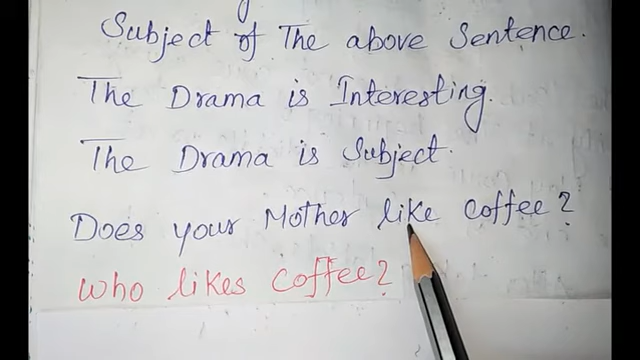 Subject of The above Sentence.
The Drama is Interesting.
The Drama is Subject.
Does your Mother like Coffee?
Who likes Coffee?